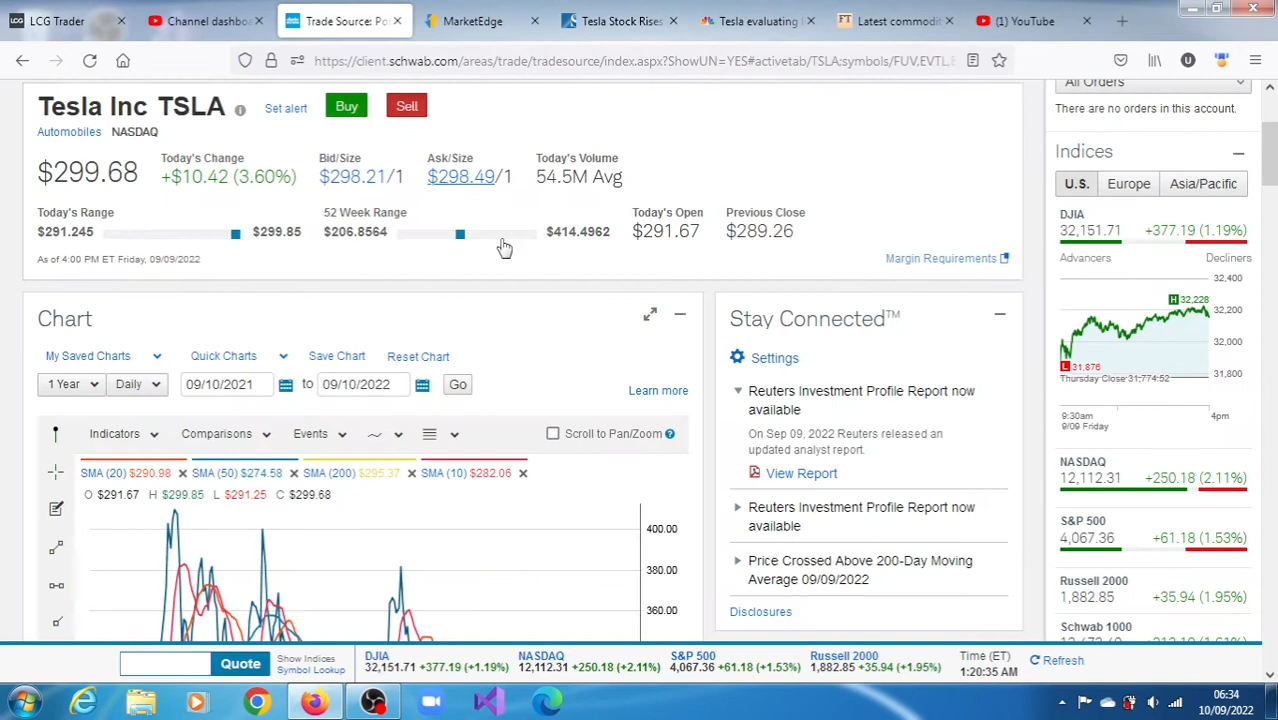 LCG Trader
Channel dashboa
Trade Source: Po
MarketEdge
Tesla Stock Rises
Tesla evaluating
Latest commodit
(1) YouTube
https://client.schwab.com/areas/trade/tradesource/index.aspx?ShowUN=YES#activetab/TSLA:symbols/FUV,EVTL,
Tesla Inc TSLA
Set alert
Buy
Sell
Automobiles NASDAQ
$299.68
Today's Change
+$10.42 (3.60%)
Bid/Size
$298.21/1
Ask/Size
$298.49/1
Today's Volume
54.5M Avg
Today's Range
$291.245 $299.85
52 Week Range
$206.8564 $414.4962
Today's Open
$291.67
Previous Close
$289.26
As of 4:00 PM ET Friday, 09/09/2022
Margin Requirements
Chart
My Saved Charts
Quick Charts
Save Chart
Reset Chart
1 Year
Daily
09/10/2021
to
09/10/2022
Go
Learn more
Indicators
Comparisons
Events
Scroll to Pan/Zoom
SMA (20) $290.98
SMA (50) $274.58
SMA (200) $295.37
SMA (10) $282.06
O $291.67 H $299.85 L $291.25 C $299.68
400.00
380.00
360.00
Stay Connected™
Settings
Reuters Investment Profile Report now
available
On Sep 09, 2022 Reuters released an
updated analyst report.
View Report
Reuters Investment Profile Report now
available
Price Crossed Above 200-Day Moving
Average 09/09/2022
Disclosures
All Orders
There are no orders in this account.
Indices
U.S.
Europe
Asia/Pacific
DJIA
32,151.71 +377.19 (1.19%)
Advancers Decliners
32,400
H 32,228
32,200
32,000
L 31,876
31,800
Thursday Close:31,774.52
9:30am 4pm
9/09 Friday
NASDAQ
12,112.31 +250.18 (2.11%)
S&P 500
4,067.36 +61.18 (1.53%)
Russell 2000
1,882.85 +35.94 (1.95%)
Schwab 1000
Quote
Show Indices
Symbol Lookup
DJIA
32,151.71 +377.19 (+1.19%)
NASDAQ
12,112.31 +250.18 (+2.11%)
S&P 500
4,067.36 +61.18 (+1.53%)
Russell 2000
1,882.85 +35.94 (+1.95%)
Time (ET)
1:20:35 AM
Refresh
06:34
10/09/2022